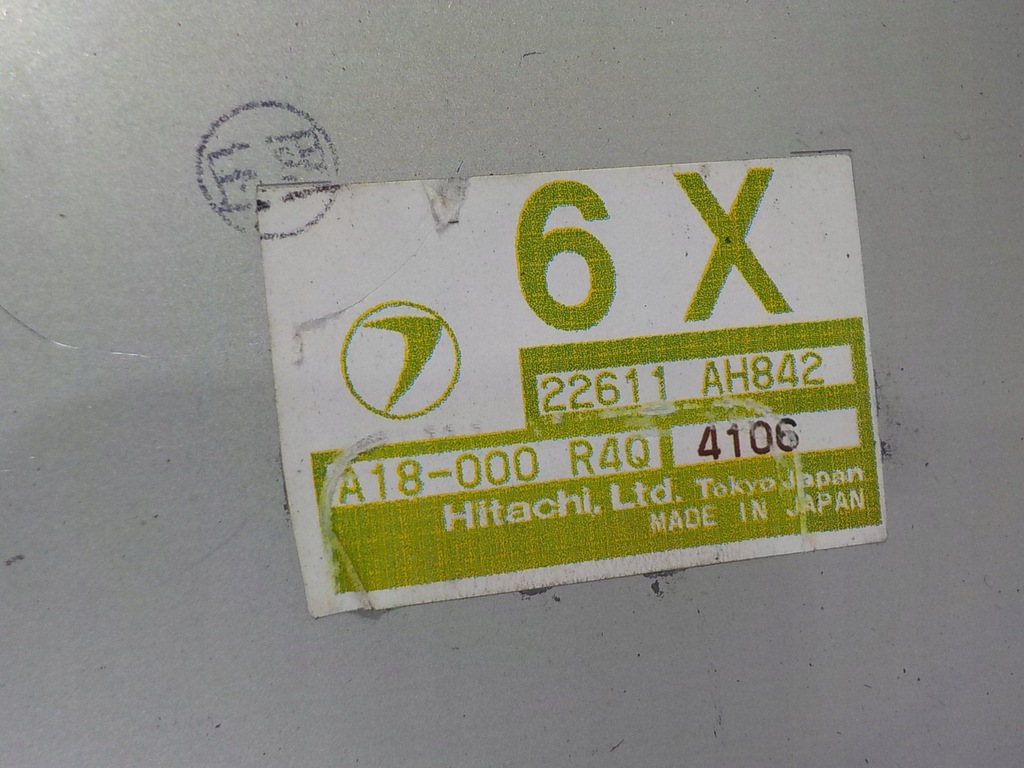 6 X
22611 AH842
A18-000 R4Q 4106
Hitachi, Ltd. Tokyo Japan
MADE IN JAPAN